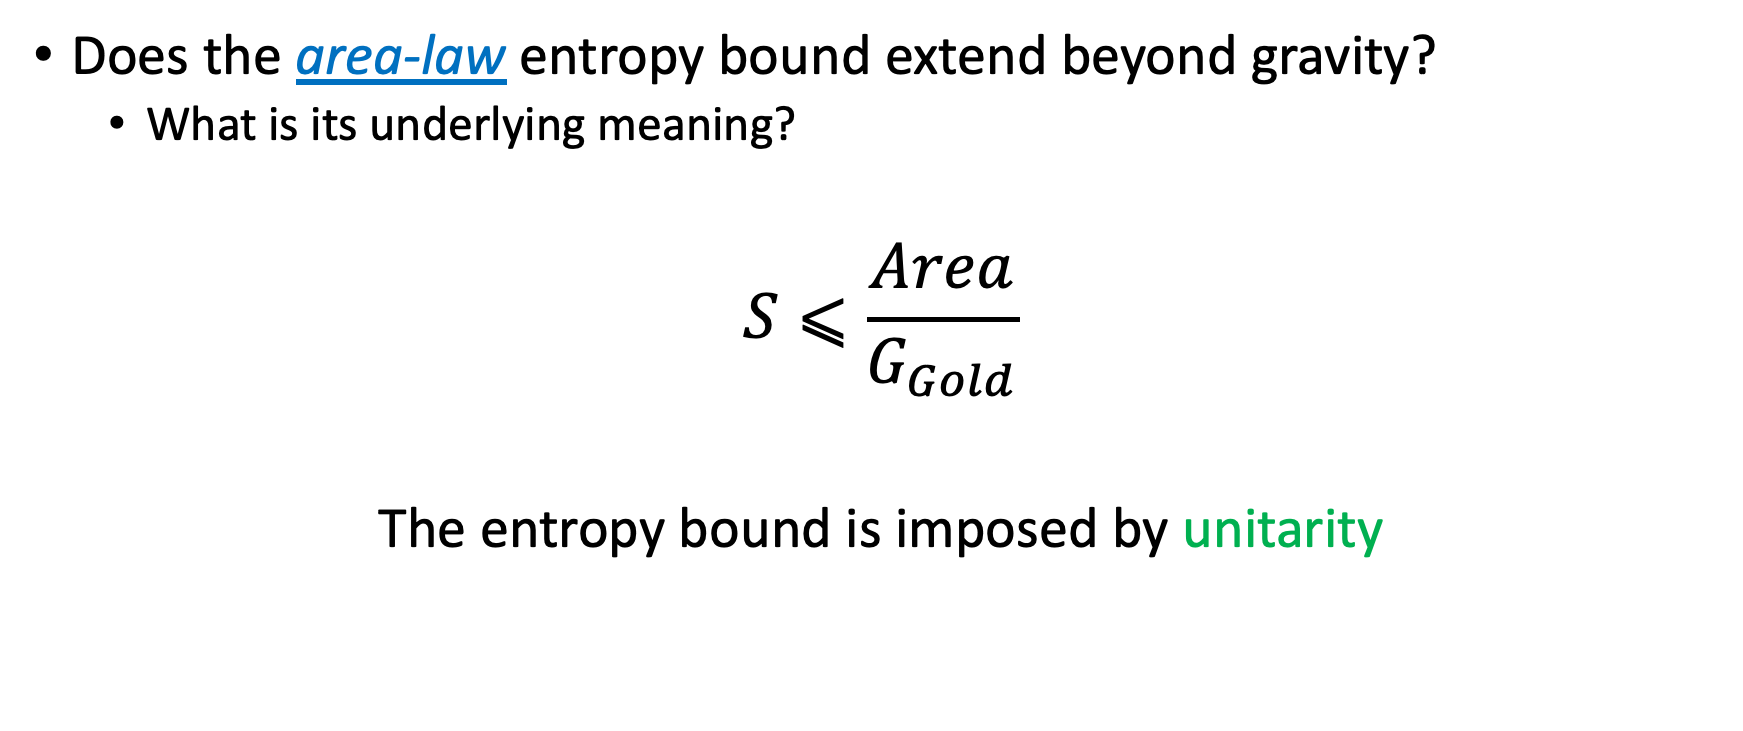 • Does the area-law entropy bound extend beyond gravity?
• What is its underlying meaning?
S ⩽ Area / G_Gold
The entropy bound is imposed by unitarity